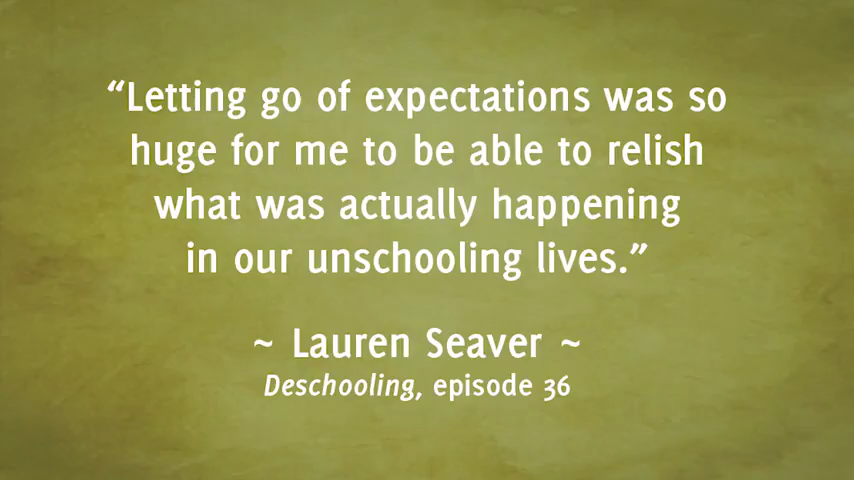 “Letting go of expectations was so
huge for me to be able to relish
what was actually happening
in our unschooling lives.”
~ Lauren Seaver ~
Deschooling, episode 36